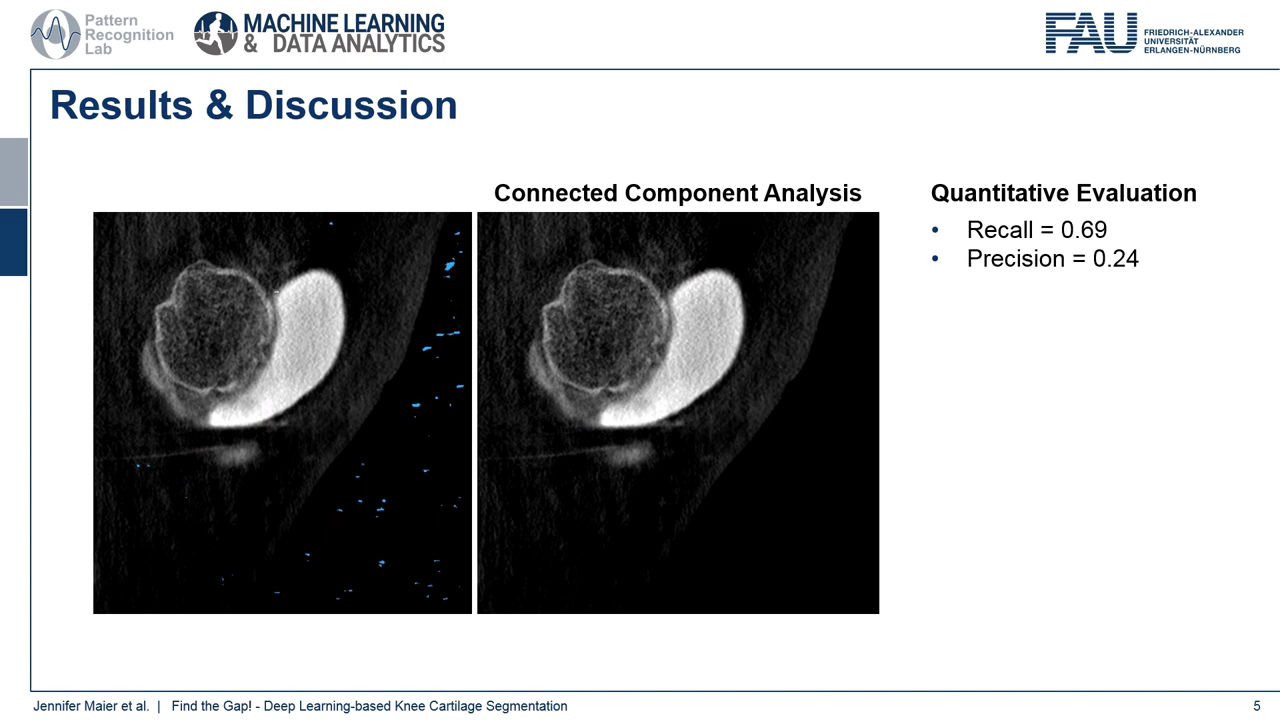 Pattern
Recognition
Lab
MACHINE LEARNING
& DATA ANALYTICS
FAU
FRIEDRICH-ALEXANDER
UNIVERSITÄT
ERLANGEN-NÜRNBERG
Results & Discussion
Connected Component Analysis
Quantitative Evaluation
• Recall = 0.69
• Precision = 0.24
Jennifer Maier et al. | Find the Gap! - Deep Learning-based Knee Cartilage Segmentation
5